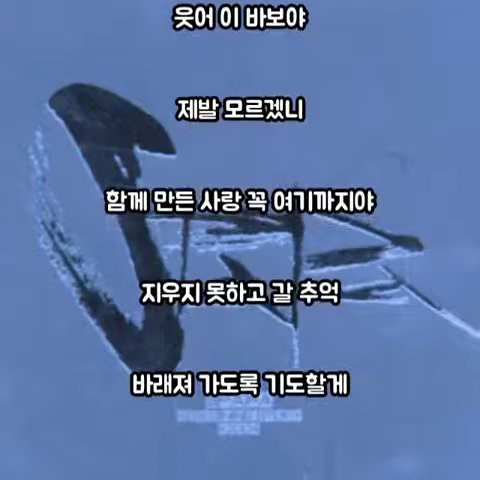 웃어 이 바보야
제발 모르겠니
함께 만든 사랑 꼭 여기까지야
지우지 못하고 갈 추억
바래져 가도록 기도할게